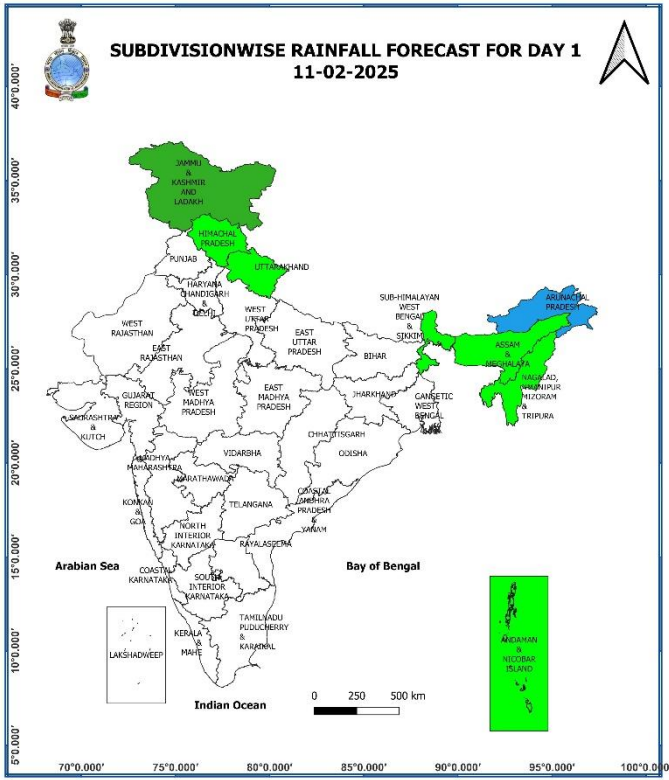 SUBDIVISIONWISE RAINFALL FORECAST FOR DAY 1
11-02-2025
40°0.000'
35°0.000'
30°0.000'
25°0.000'
20°0.000'
15°0.000'
10°0.000'
5°0.000'
JAMMU
&
KASHMIR
AND
LADAKH
HIMACHAL
PRADESH
PUNJAB
UTTARAKHAND
HARYANA
CHANDIGARH
&
DELHI
WEST
UTTAR
PRADESH
EAST
UTTAR
PRADESH
WEST
RAJASTHAN
EAST
RAJASTHAN
SUB-HIMALAYAN
WEST
BENGAL
&
SIKKIM
ARUNACHAL
PRADESH
ASSAM
&
MEGHALAYA
NAGALAD,
MANIPUR
MIZORAM
&
TRIPURA
BIHAR
JHARKHAND
GANGETIC
WEST
BENGAL
GUJARAT
REGION
SAURASHTRA
&
KUTCH
WEST
MADHYA
PRADESH
EAST
MADHYA
PRADESH
CHHATTISGARH
ODISHA
VIDARBHA
MADHYA
MAHARASHTRA
MARATHAWADA
KONKAN
&
GOA
TELANGANA
COASTAL
ANDHRA
PRADESH
&
YANAM
NORTH
INTERIOR
KARNATAKA
RAYALASEEMA
COASTAL
KARNATAKA
SOUTH
INTERIOR
KARNATAKA
TAMILNADU
PUDUCHERRY
&
KARAIKAL
KERALA
&
MAHE
LAKSHADWEEP
ANDAMAN
&
NICOBAR
ISLAND
Arabian Sea
Bay of Bengal
Indian Ocean
0 250 500 km
70°0.000' 75°0.000' 80°0.000' 85°0.000' 90°0.000' 95°0.000' 100°0.000